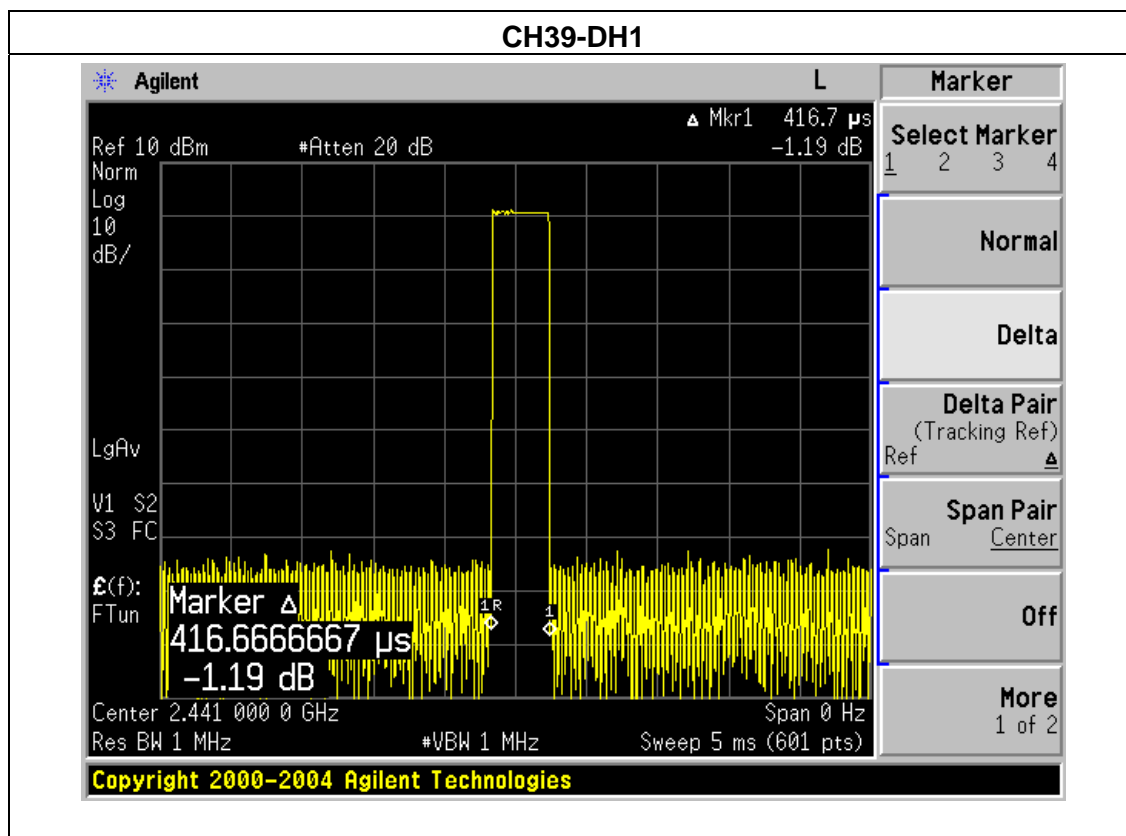 CH39-DH1
Agilent L
Δ Mkr1 416.7 µs
Ref 10 dBm #Atten 20 dB -1.19 dB
Norm
Log
10
dB/
LgAv
V1 S2
S3 FC
£(f):
FTun
1R 1
Marker Δ
416.6666667 µs
-1.19 dB
Center 2.441 000 0 GHz Span 0 Hz
Res BW 1 MHz #VBW 1 MHz Sweep 5 ms (601 pts)
Copyright 2000-2004 Agilent Technologies
Marker
Select Marker
1 2 3 4
Normal
Delta
Delta Pair
(Tracking Ref)
Ref Δ
Span Pair
Span Center
Off
More
1 of 2